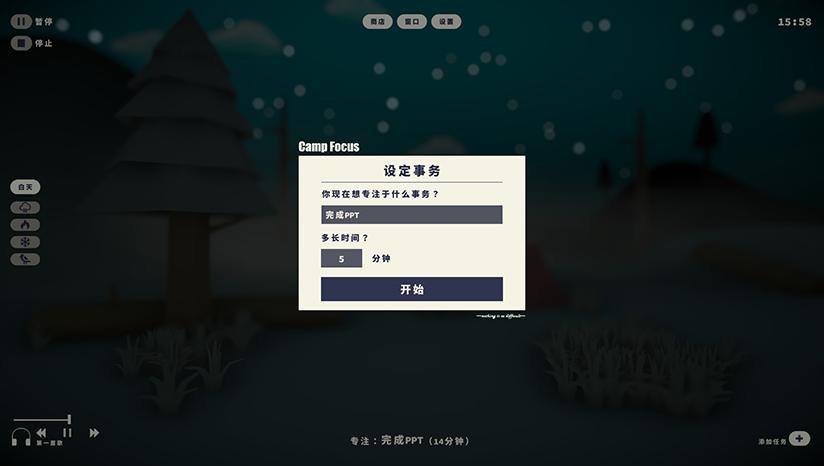 暂停
商店 窗口 设置
15:58
停止
Camp Focus
设定事务
你现在想专注于什么事务？
完成PPT
多长时间？
5 分钟
开始
白天
第一首歌
专注：完成PPT（14分钟）
添加任务